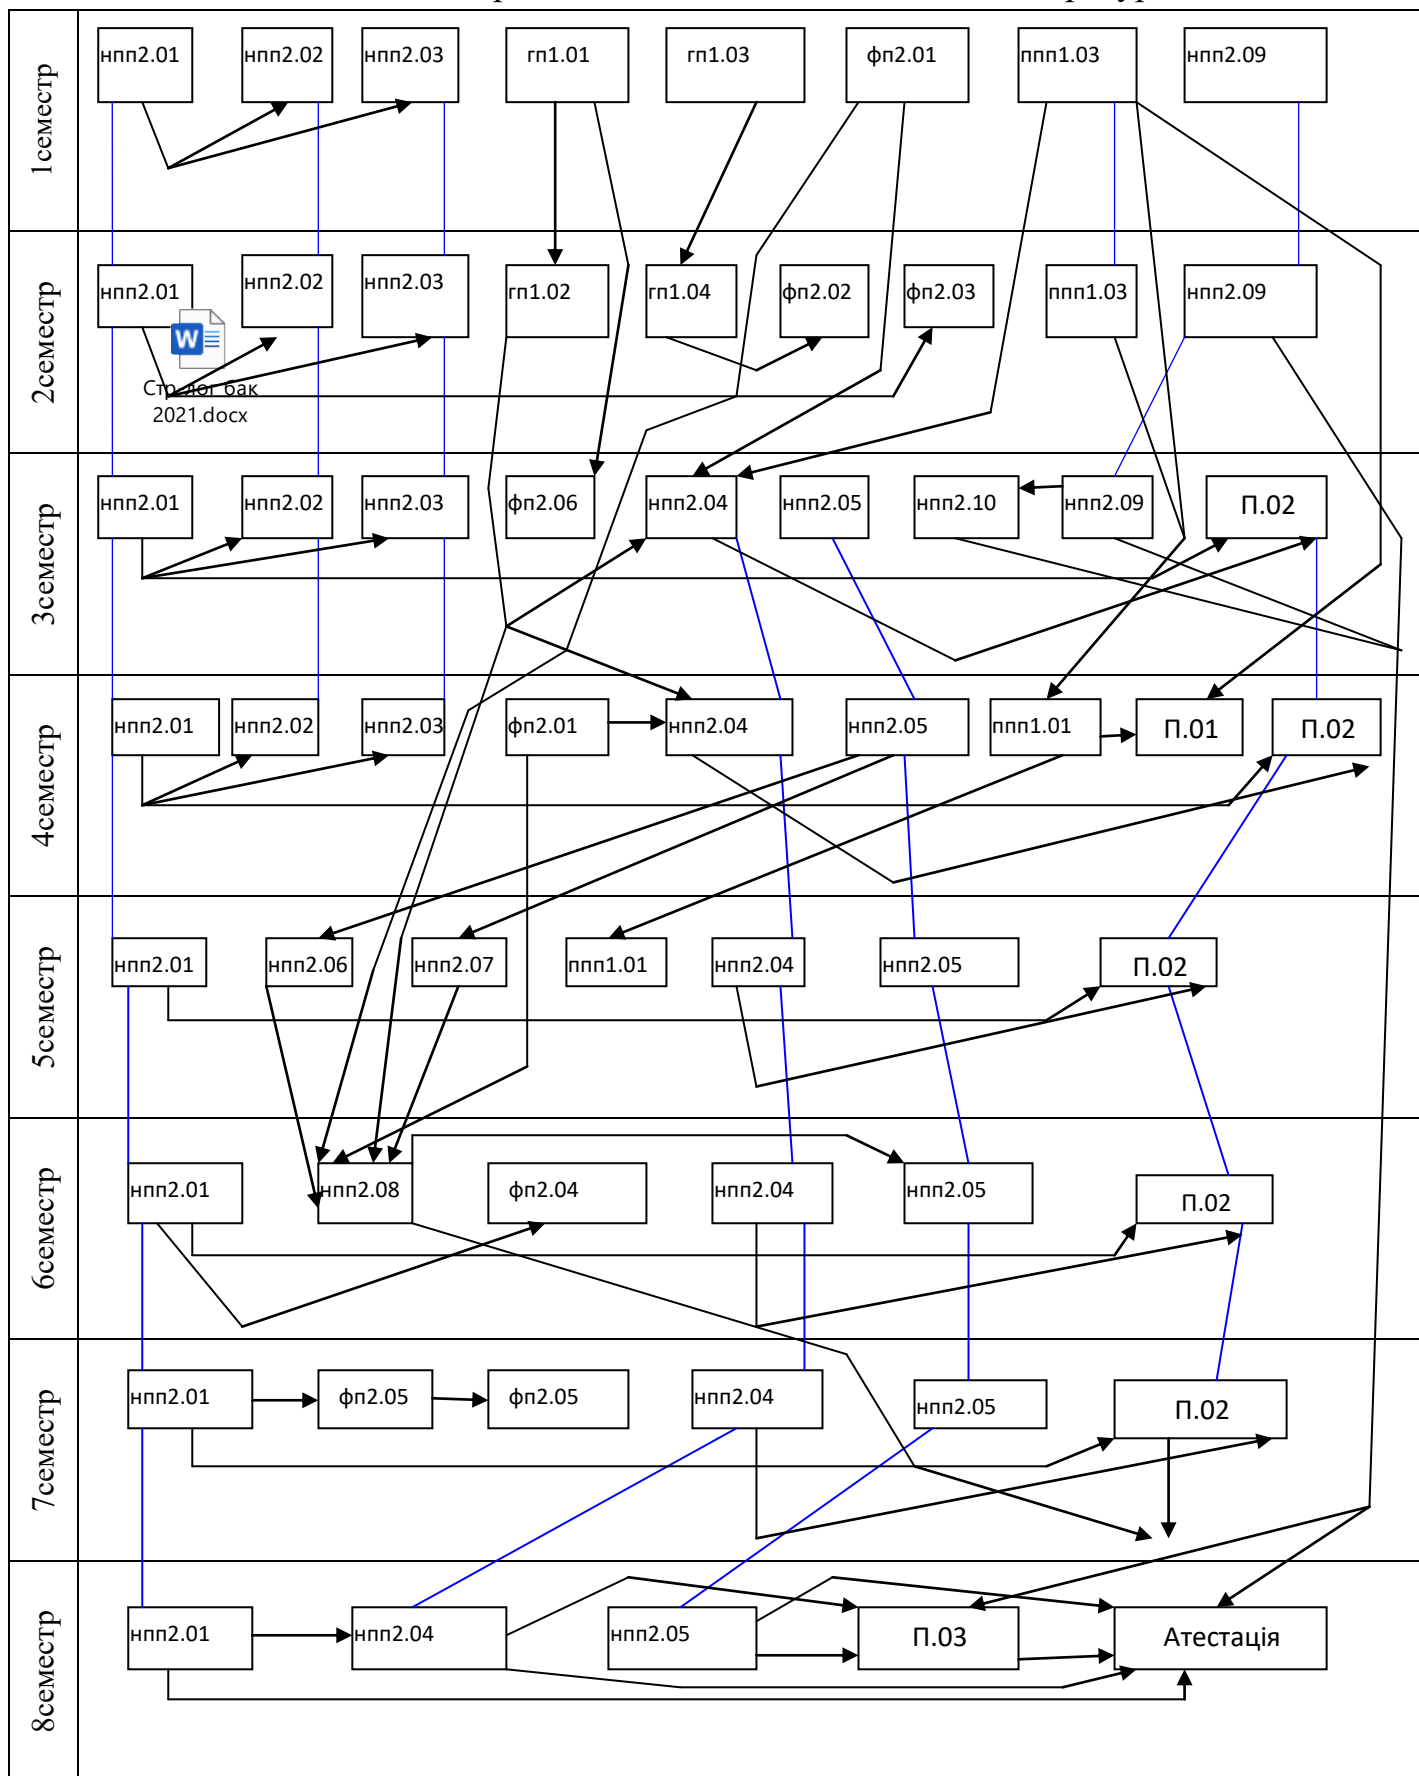 1семестр
нпп2.01
нпп2.02
нпп2.03
гп1.01
гп1.03
фп2.01
ппп1.03
нпп2.09
2семестр
нпп2.01
нпп2.02
нпп2.03
гп1.02
гп1.04
фп2.02
фп2.03
ппп1.03
нпп2.09
Стр лог бак
2021.docx
3семестр
нпп2.01
нпп2.02
нпп2.03
фп2.06
нпп2.04
нпп2.05
нпп2.10
нпп2.09
П.02
4семестр
нпп2.01
нпп2.02
нпп2.03
фп2.01
нпп2.04
нпп2.05
ппп1.01
П.01
П.02
5семестр
нпп2.01
нпп2.06
нпп2.07
ппп1.01
нпп2.04
нпп2.05
П.02
6семестр
нпп2.01
нпп2.08
фп2.04
нпп2.04
нпп2.05
П.02
7семестр
нпп2.01
фп2.05
фп2.05
нпп2.04
нпп2.05
П.02
8семестр
нпп2.01
нпп2.04
нпп2.05
П.03
Атестація